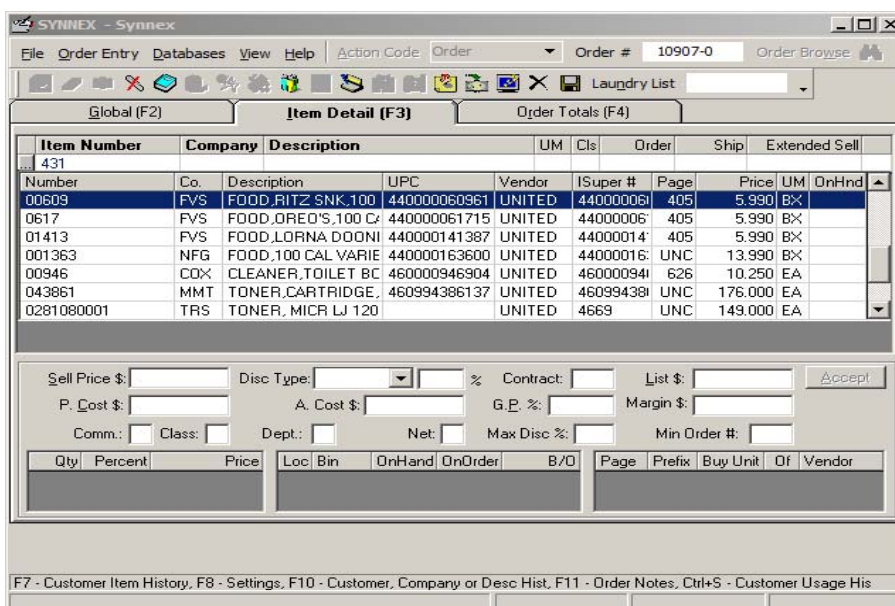 SYNNEX - Synnex
File Order Entry Databases View Help Action Code Order Order # 10907-0 Order Browse
Laundry List
Global (F2) Item Detail (F3) Order Totals (F4)
Item Number Company Description UM Cls Order Ship Extended Sell
... 431
Number Co. Description UPC Vendor ISuper # Page Price UM OnHnd
00609 FVS FOOD,RITZ SNK,100 440000060961 UNITED 44000006 405 5.990 BX
0617 FVS FOOD,OREO'S,100 CA 440000061715 UNITED 44000006 405 5.990 BX
01413 FVS FOOD,LORNA DOONI 440000141387 UNITED 44000014 405 5.990 BX
001363 NFG FOOD,100 CAL VARIE 440000163600 UNITED 44000016 UNC 13.990 BX
00946 COX CLEANER,TOILET BC 460000946904 UNITED 46000094 626 10.250 EA
043861 MMT TONER,CARTRIDGE, 460994386137 UNITED 46099438 UNC 176.000 EA
0281080001 TRS TONER, MICR LJ 120 UNITED 4669 UNC 149.000 EA
Sell Price $: Disc Type: % Contract: List $: Accept
P. Cost $: A. Cost $: G.P. %: Margin $:
Comm.: Class: Dept.: Net: Max Disc %: Min Order #:
Qty Percent Price Loc Bin OnHand OnOrder B/O Page Prefix Buy Unit Of Vendor
F7 - Customer Item History, F8 - Settings, F10 - Customer, Company or Desc Hist, F11 - Order Notes, Ctrl+S - Customer Usage His